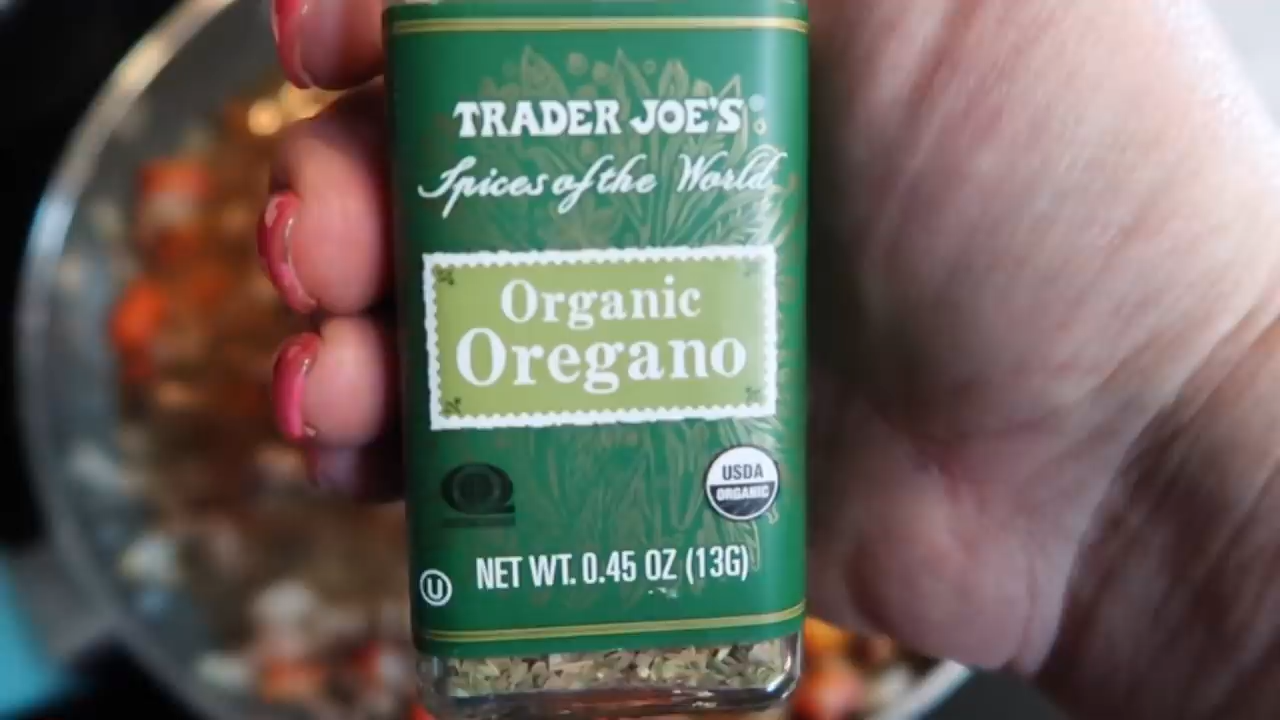 TRADER JOE'S
Spices of the World
Organic
Oregano
USDA
ORGANIC
NET WT. 0.45 OZ (13G)
U